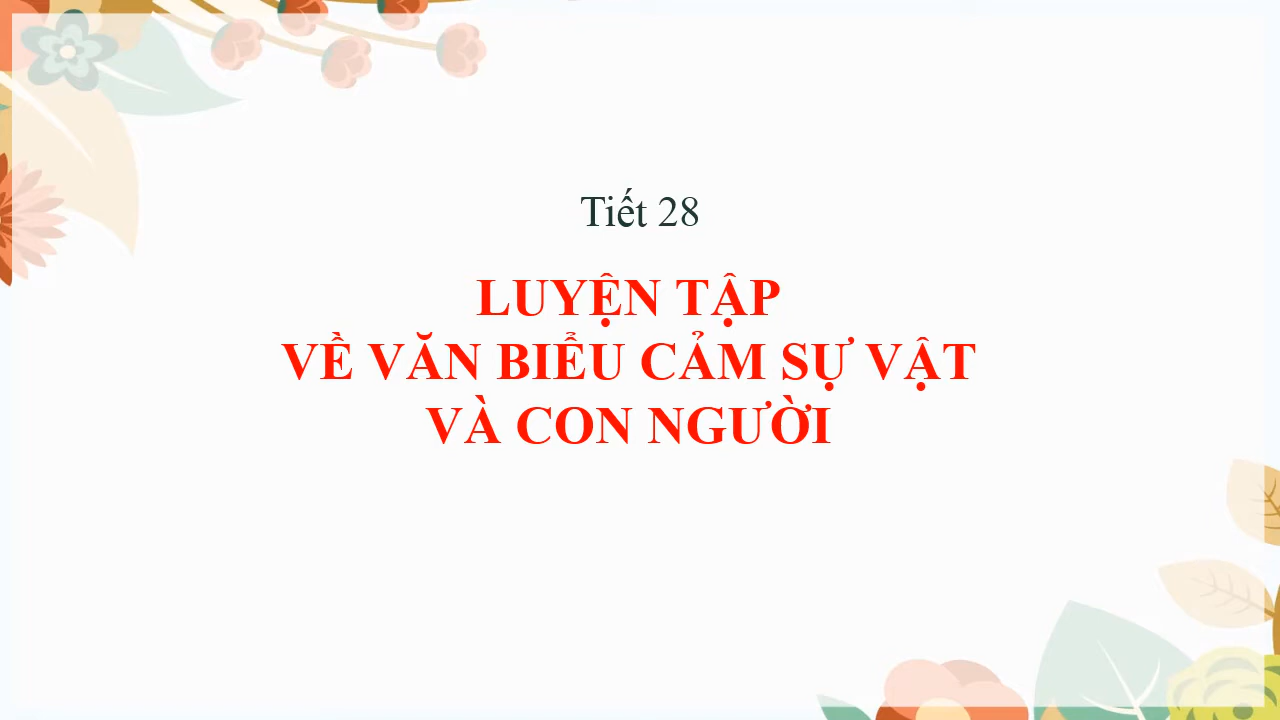 Tiết 28
LUYỆN TẬP
VỀ VĂN BIỂU CẢM SỰ VẬT
VÀ CON NGƯỜI